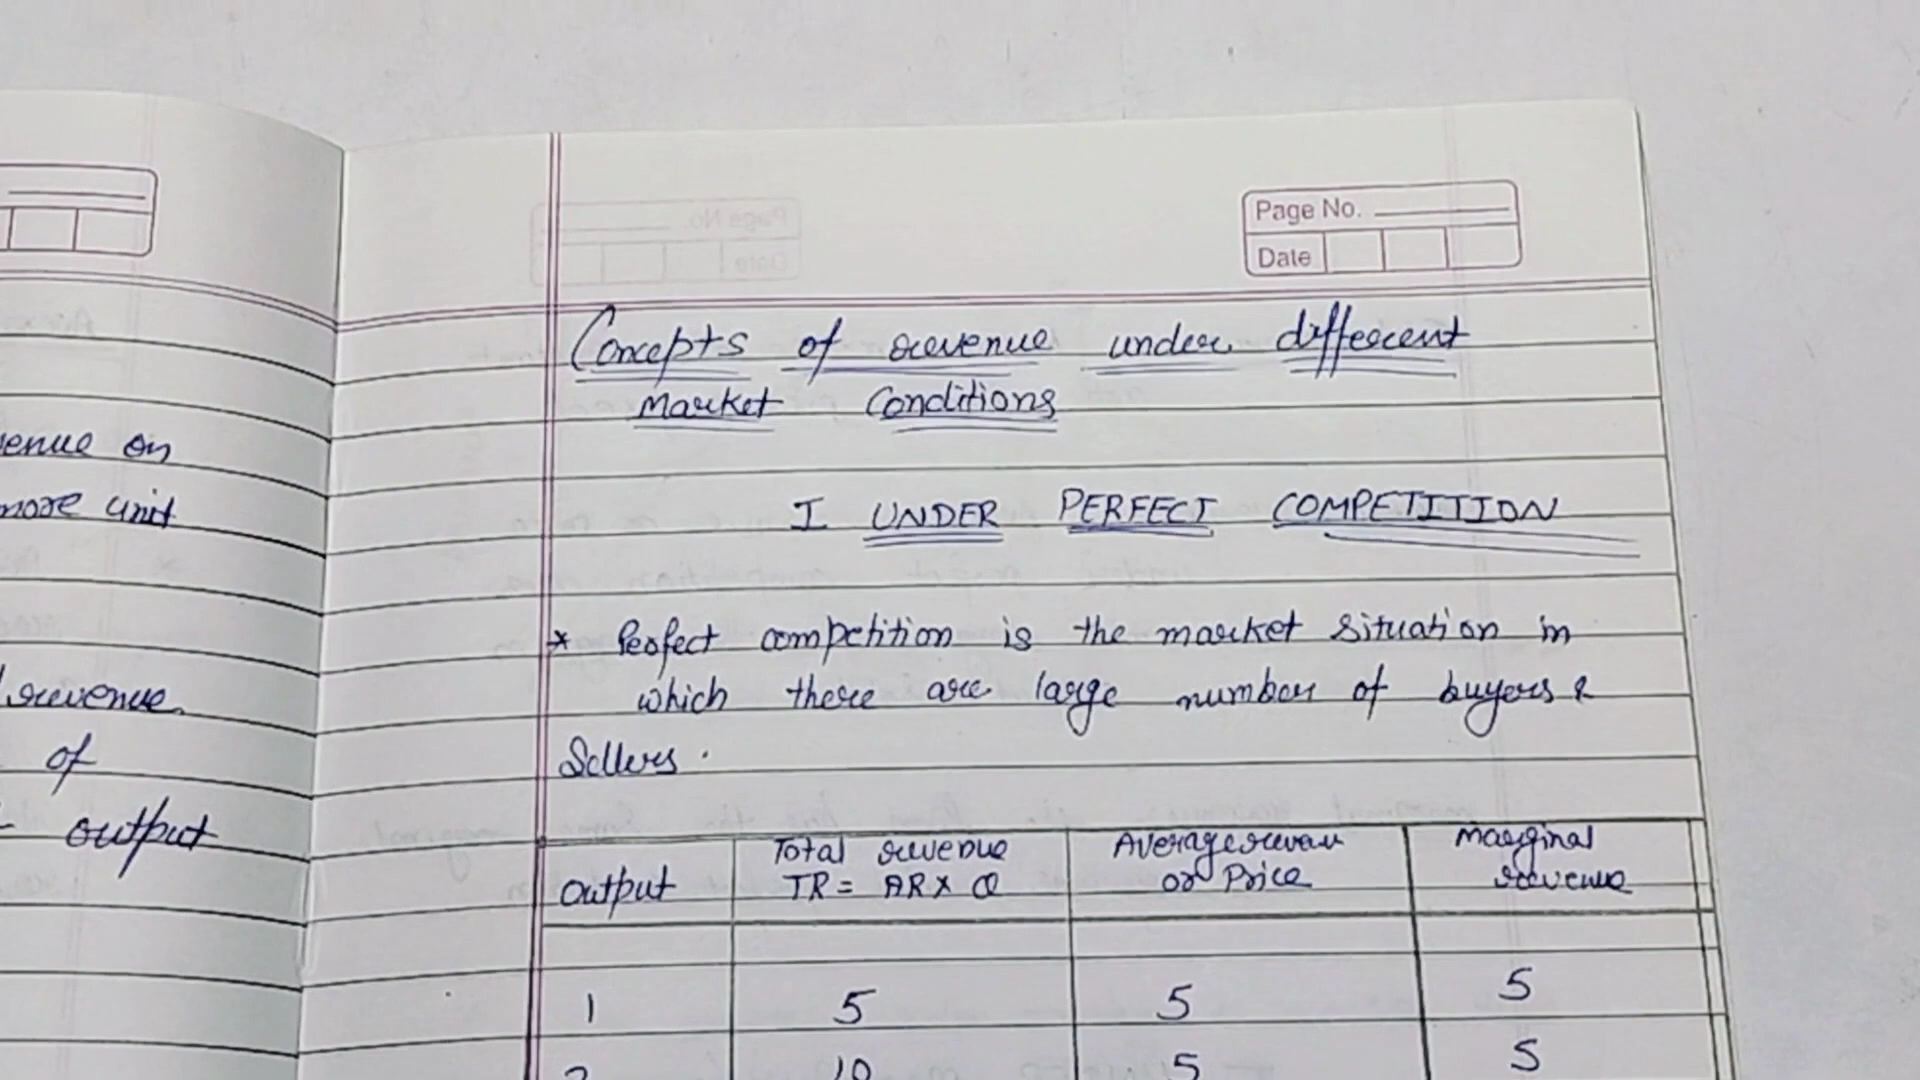 enue on
more unit
revenue
of
output
Page No.
Date
Concepts of revenue under different
Market Conditions
I UNDER PERFECT COMPETITION
* Perfect competition is the market situation in
which there are large number of buyers &
Sellers.
Output Total revenue TR = AR X Q Average revenue or Price Marginal revenue
1 5 5 5
2 10 5 5